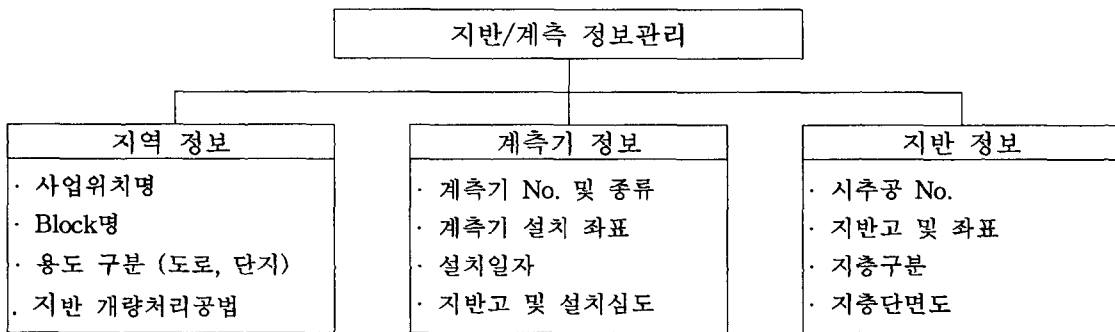 지반/계측 정보관리
지역 정보
· 사업위치명
· Block명
· 용도 구분 (도로, 단지)
. 지반 개량처리공법
계측기 정보
· 계측기 No. 및 종류
· 계측기 설치 좌표
· 설치일자
· 지반고 및 설치심도
지반 정보
· 시추공 No.
· 지반고 및 좌표
· 지층구분
· 지층단면도